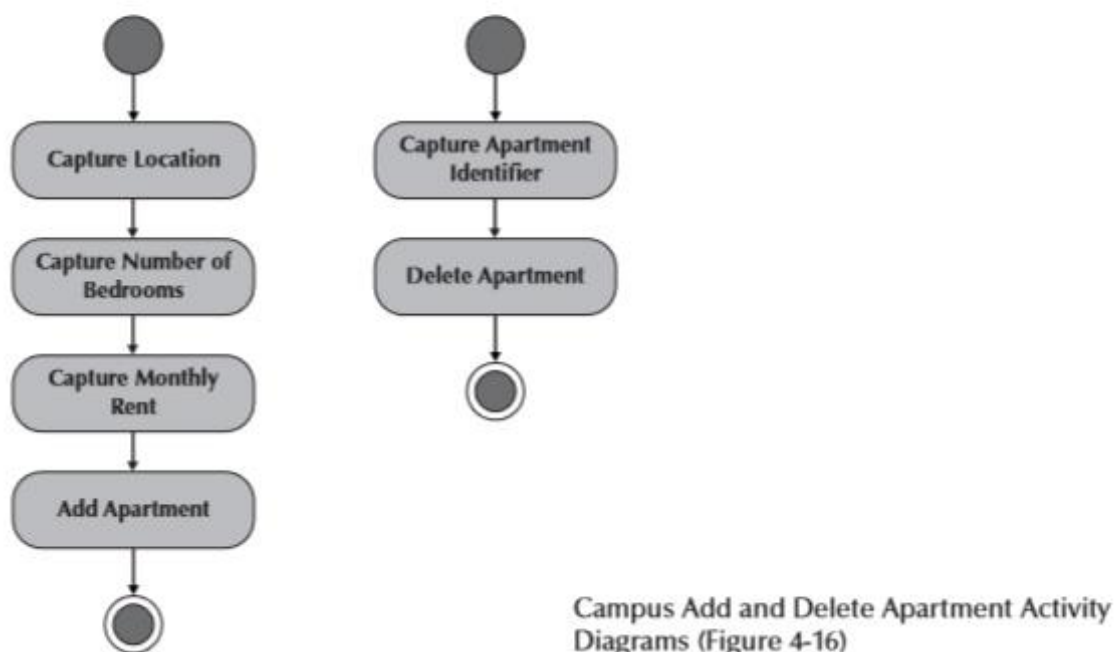 Capture Location
Capture Number of
Bedrooms
Capture Monthly
Rent
Add Apartment
Capture Apartment
Identifier
Delete Apartment
Campus Add and Delete Apartment Activity
Diagrams (Figure 4-16)